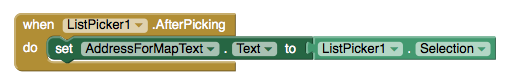 when ListPicker1 .AfterPicking
do set AddressForMapText . Text to ListPicker1 . Selection